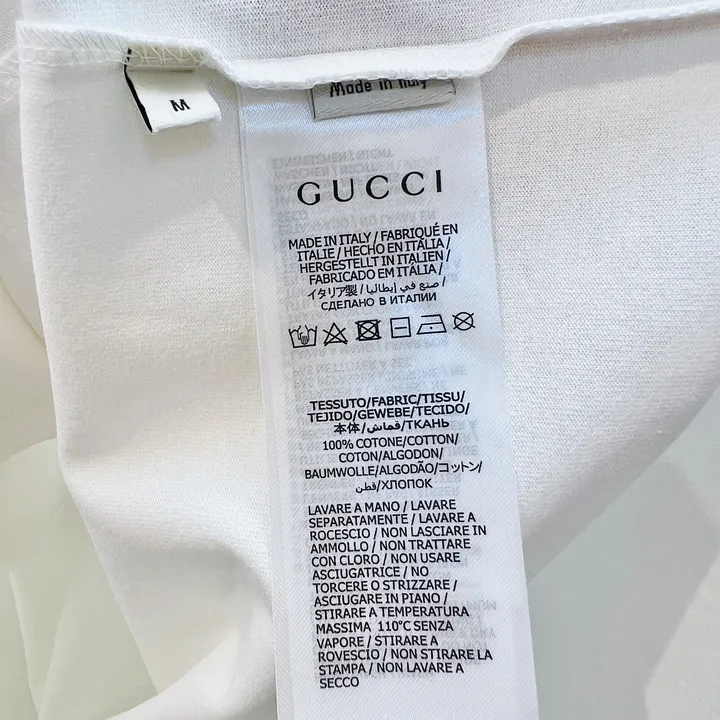 Made in Italy
M
GUCCI
MADE IN ITALY / FABRIQUÉ EN
ITALIE / HECHO EN ITALIA /
HERGESTELLT IN ITALIEN /
FABRICADO EM ITÁLIA /
イタリア製 / صنع في إيطاليا /
СДЕЛАНО В ИТАЛИИ
TESSUTO/FABRIC/TISSU/
TEJIDO/GEWEBE/TECIDO/
本体/قماش/ТКАНЬ
100% COTONE/COTTON/
COTON/ALGODON/
BAUMWOLLE/ALGODÃO/コットン/
قطن/ХЛОПОК
LAVARE A MANO / LAVARE
SEPARATAMENTE / LAVARE A
ROCESCIO / NON LASCIARE IN
AMMOLLO / NON TRATTARE
CON CLORO / NON USARE
ASCIUGATRICE / NO
TORCERE O STRIZZARE /
ASCIUGARE IN PIANO /
STIRARE A TEMPERATURA
MASSIMA 110°C SENZA
VAPORE / STIRARE A
ROVESCIO / NON STIRARE LA
STAMPA / NON LAVARE A
SECCO